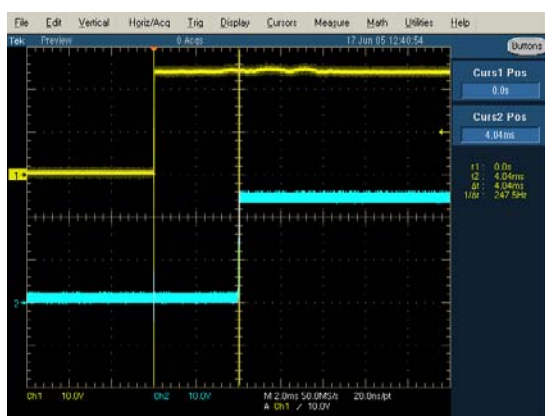 File Edit Vertical Horiz/Acq Trig Display Cursors Measure Math Utilities Help
Tek Preview 0 Acqs 17 Jun 05 12:40:54
Buttons
Curs1 Pos
0.0s
Curs2 Pos
4.04ms
t1 : 0.0s
t2 : 4.04ms
Δt : 4.04ms
1/Δt : 247.5Hz
1
2
Ch1 10.0V Ch2 10.0V M 2.0ms 50.0MS/s 20.0ns/pt
A Ch1 / 10.0V